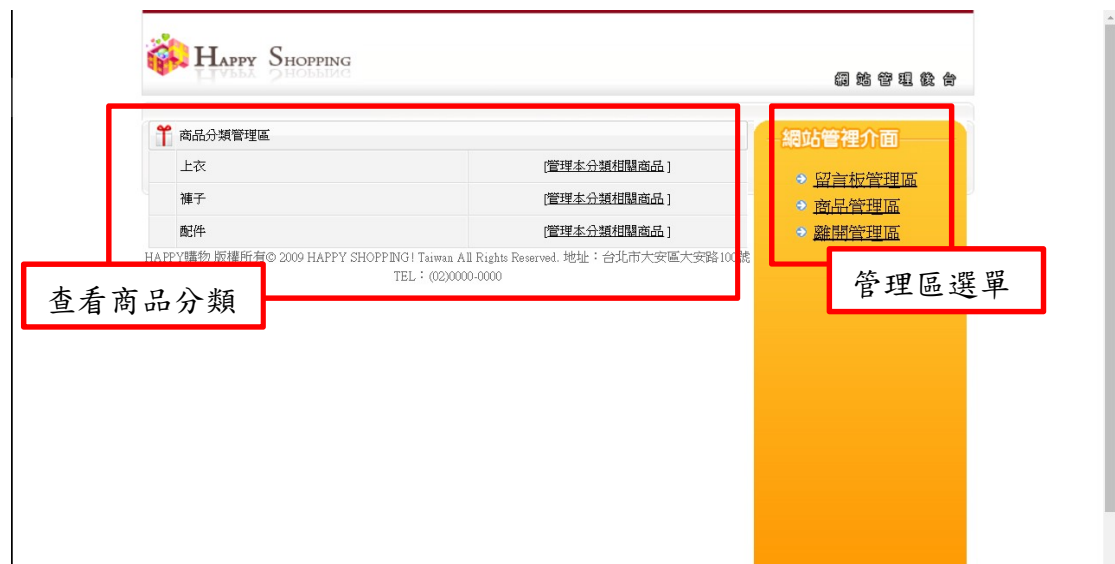 HAPPY SHOPPING
網站管理後台
商品分類管理區
上衣 [管理本分類相關商品 ]
褲子 [管理本分類相關商品 ]
配件 [管理本分類相關商品 ]
HAPPY購物 版權所有© 2009 HAPPY SHOPPING! Taiwan All Rights Reserved. 地址：台北市大安區大安路100號
TEL：(02)0000-0000
查看商品分類
網站管裡介面
留言板管理區
商品管理區
離開管理區
管理區選單